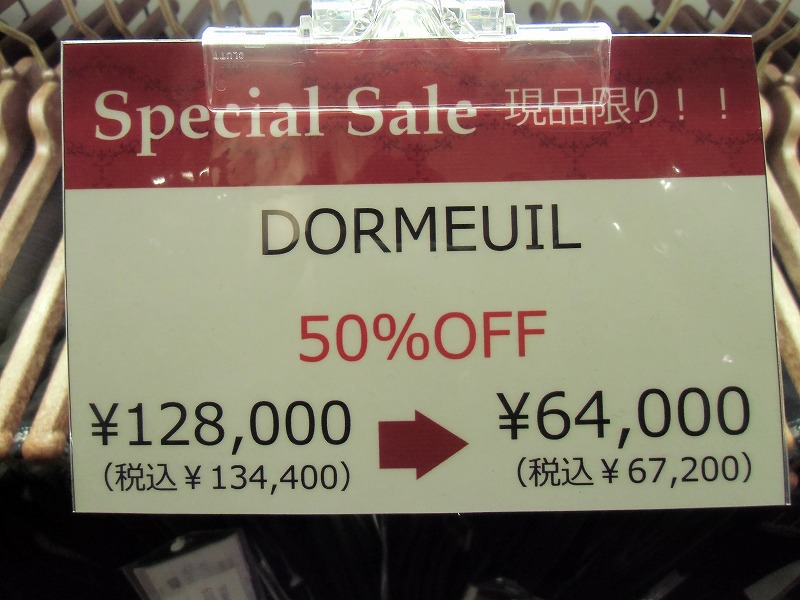 Special Sale 現品限り！！
DORMEUIL
50%OFF
¥128,000 ➡ ¥64,000
（税込￥134,400） （税込￥67,200）